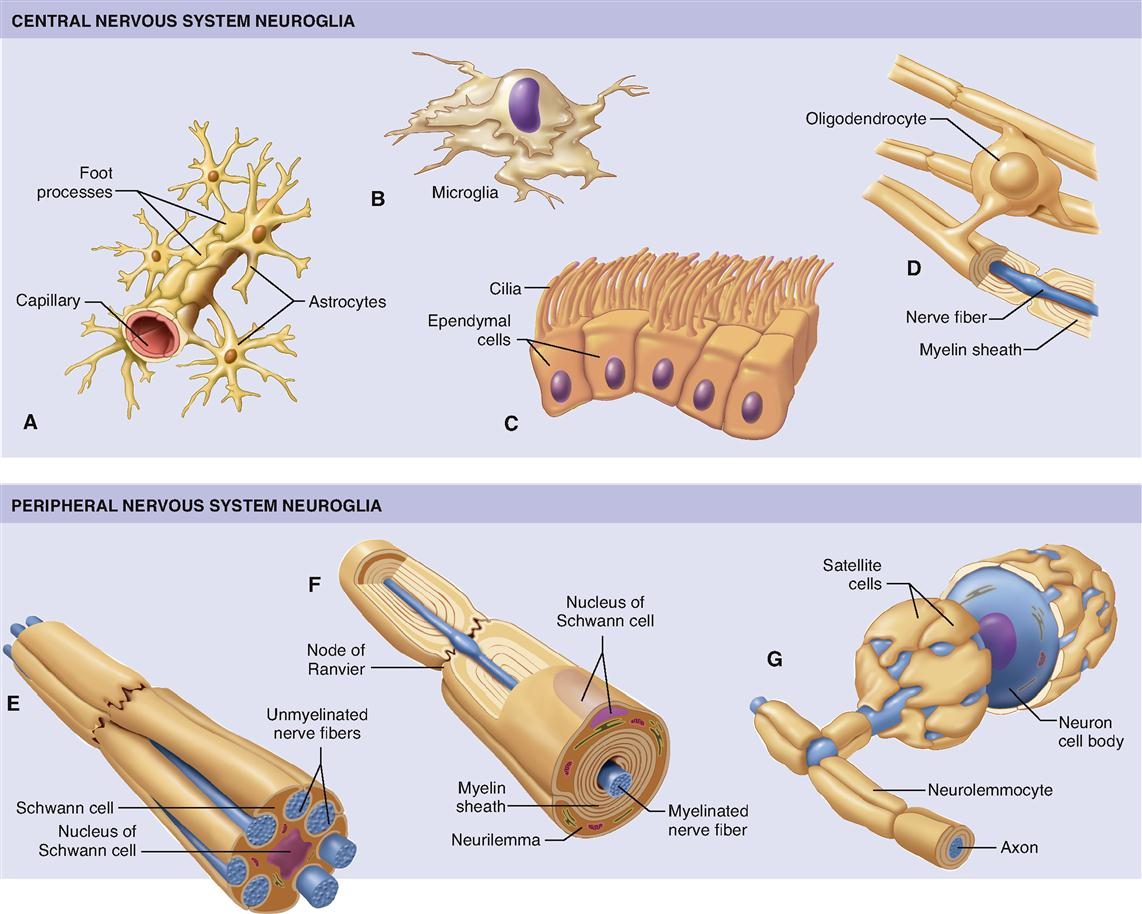 CENTRAL NERVOUS SYSTEM NEUROGLIA
Foot
processes
Capillary
Astrocytes
A
B
Microglia
Cilia
Ependymal
cells
C
Oligodendrocyte
D
Nerve fiber
Myelin sheath
PERIPHERAL NERVOUS SYSTEM NEUROGLIA
E
Unmyelinated
nerve fibers
Schwann cell
Nucleus of
Schwann cell
F
Nucleus of
Schwann cell
Node of
Ranvier
Myelin
sheath
Neurilemma
Myelinated
nerve fiber
Satellite
cells
G
Neuron
cell body
Neurolemmocyte
Axon